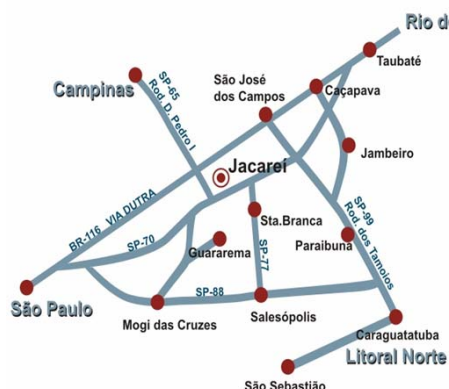 Rio d
Taubaté
SP-65
Rod. D. Pedro I
Campinas
São José
dos Campos
Caçapava
Jacareí
Jambeiro
BR-116 VIA DUTRA
SP-70
Sta.Branca
SP-99
Rod. dos Tamoios
Guararema
SP-77
Paraibuna
São Paulo
SP-88
Mogi das Cruzes
Salesópolis
Caraguatatuba
Litoral Norte
São Sebastião